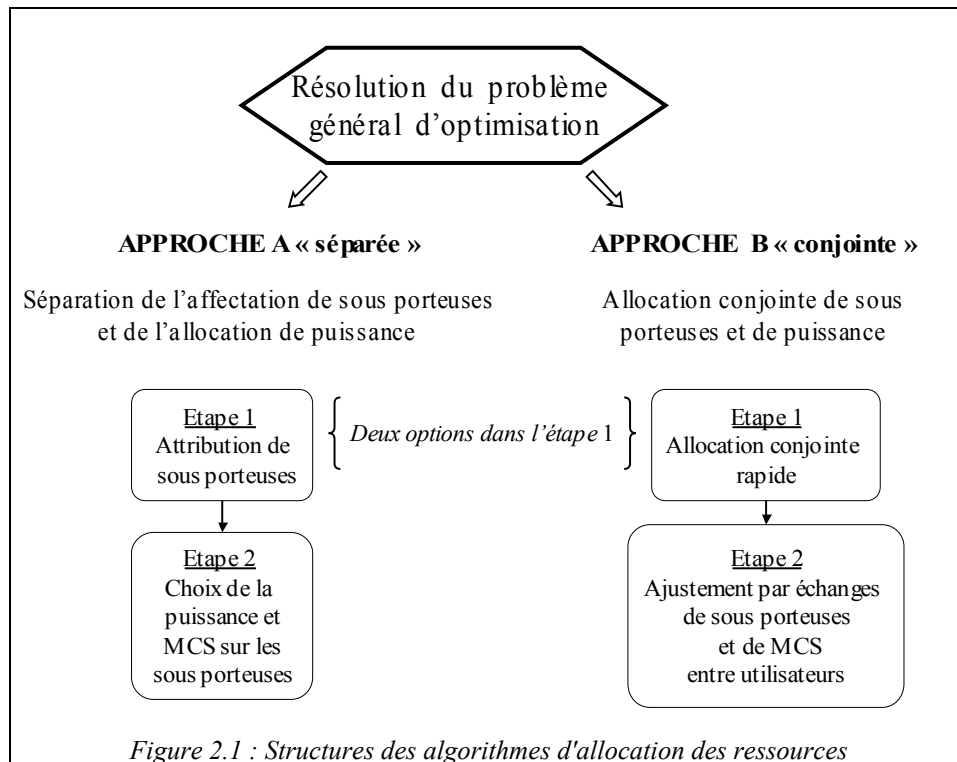 Résolution du problème
général d'optimisation
APPROCHE A « séparée »
Séparation de l'affectation de sous porteuses
et de l'allocation de puissance
APPROCHE B « conjointe »
Allocation conjointe de sous
porteuses et de puissance
Etape 1
Attribution de
sous porteuses
{ Deux options dans l'étape 1 }
Etape 1
Allocation conjointe
rapide
Etape 2
Choix de la
puissance et
MCS sur les
sous porteuses
Etape 2
Ajustement par échanges
de sous porteuses
et de MCS
entre utilisateurs
Figure 2.1 : Structures des algorithmes d'allocation des ressources